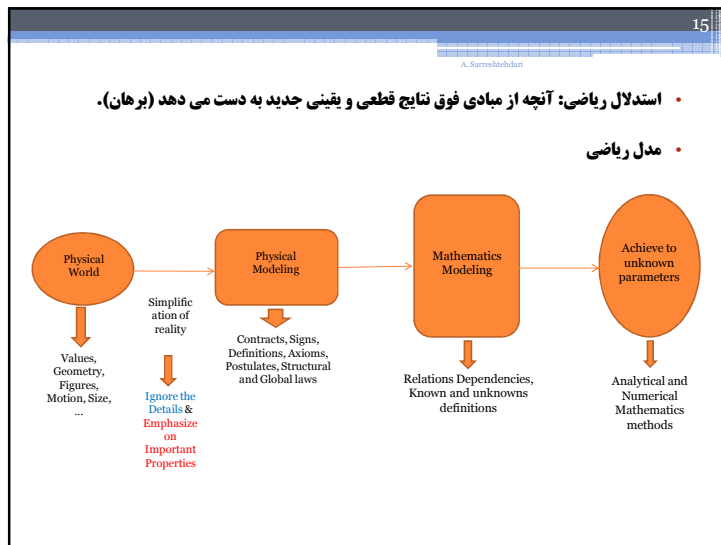 15
A. Sarreshtehdari
• استدلال ریاضی: آنچه از مبادی فوق نتایج قطعی و یقینی جدید به دست می دهد (برهان).
• مدل ریاضی
Physical
World
Simplific
ation of
reality
Physical
Modeling
Mathematics
Modeling
Achieve to
unknown
parameters
Values,
Geometry,
Figures,
Motion, Size,
...
Ignore the
Details &
Emphasize
on
Important
Properties
Contracts, Signs,
Definitions, Axioms,
Postulates, Structural
and Global laws
Relations Dependencies,
Known and unknowns
definitions
Analytical and
Numerical
Mathematics
methods